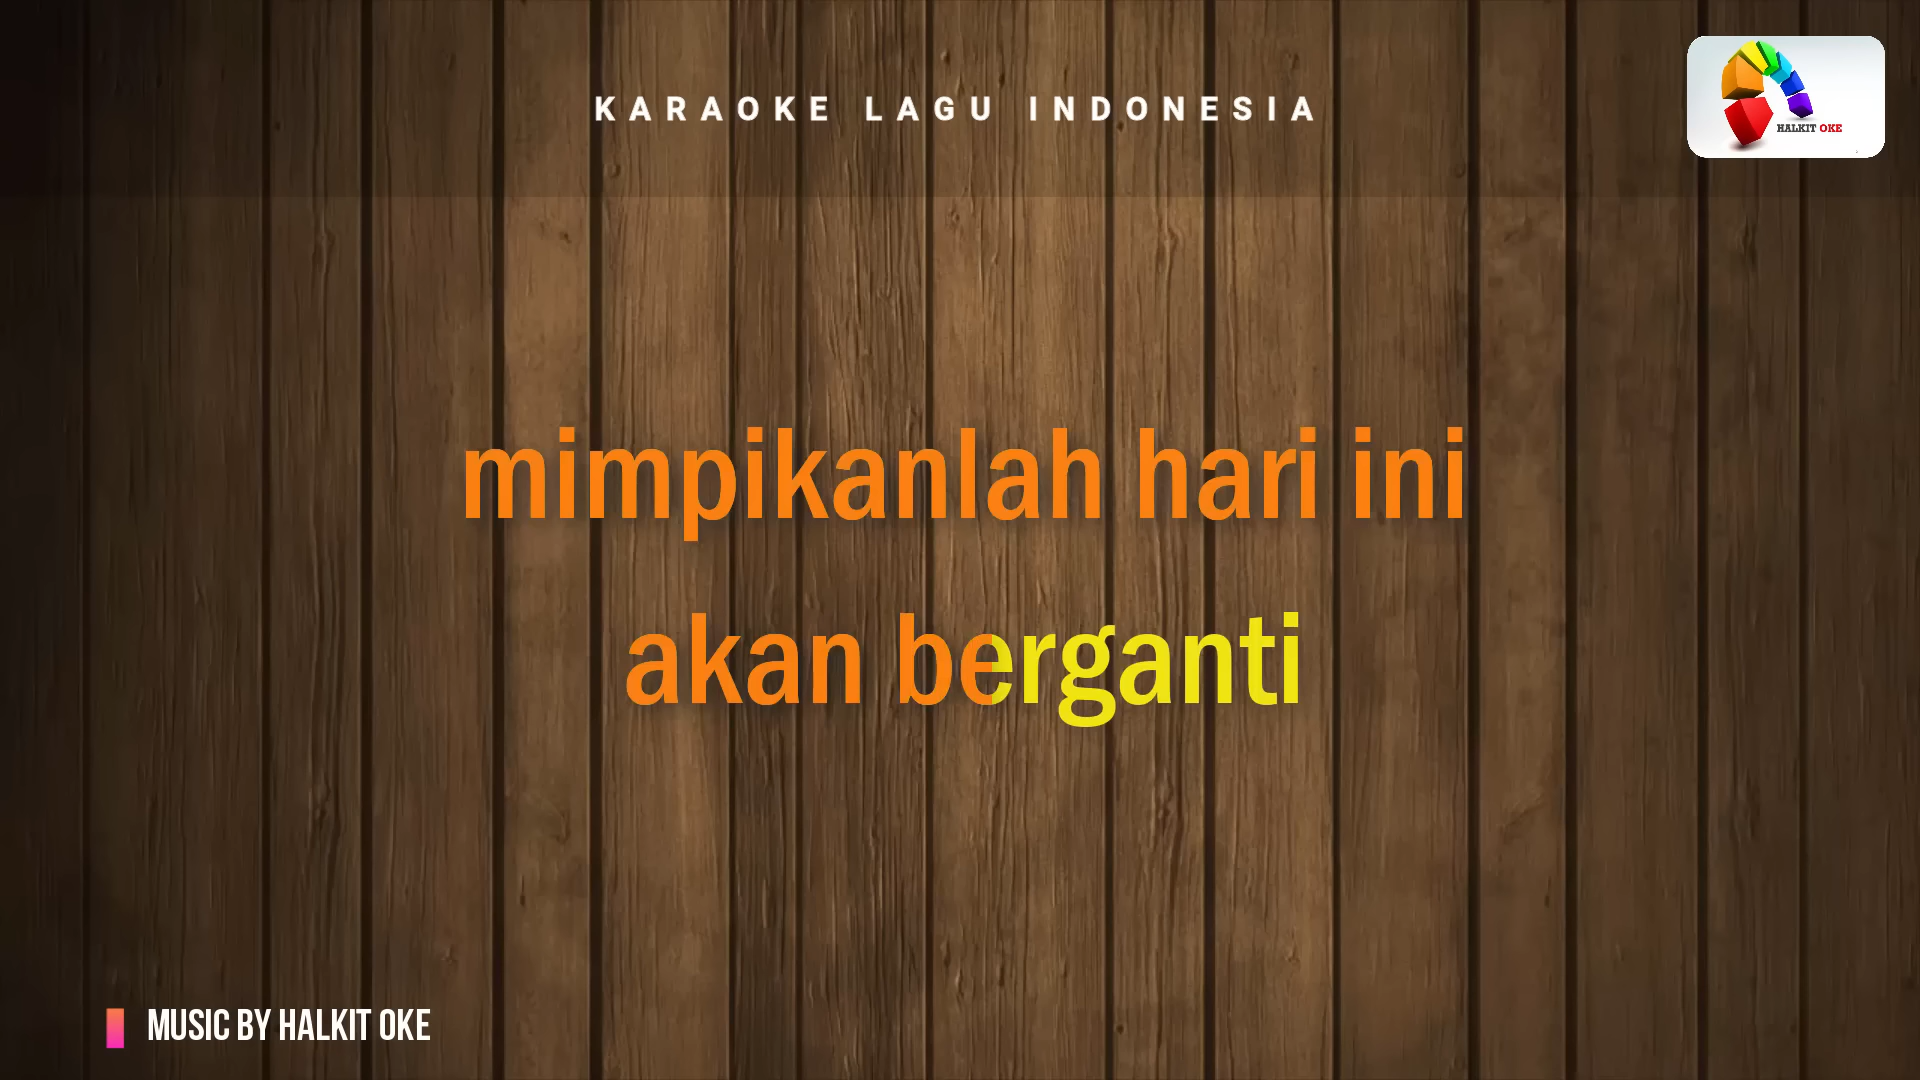 KARAOKE LAGU INDONESIA
HALKIT OKE
mimpikanlah hari ini
akan berganti
MUSIC BY HALKIT OKE